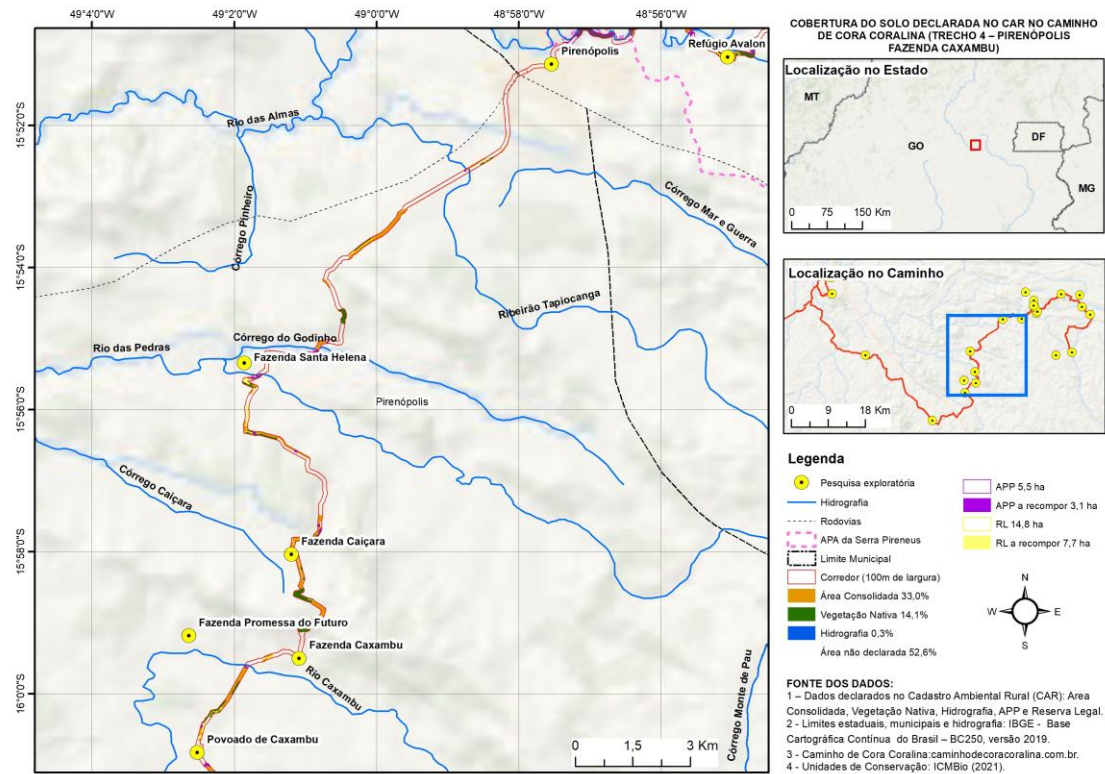 49°4'W 49°2'W 49°0'W 48°58'W 48°56'W
15°52'S
15°54'S
15°56'S
15°58'S
16°0'S
Pirenópolis
Refúgio Avalon
Rio das Almas
Córrego Pinheiro
Córrego Mar e Guerra
Ribeirão Tapiocanga
Córrego do Godinho
Rio das Pedras
Fazenda Santa Helena
Pirenópolis
Córrego Caiçara
Fazenda Caiçara
Fazenda Promessa do Futuro
Fazenda Caxambu
Rio Caxambu
Córrego Monte de Pau
Povoado de Caxambu
0 1,5 3 Km
COBERTURA DO SOLO DECLARADA NO CAR NO CAMINHO
DE CORA CORALINA (TRECHO 4 – PIRENÓPOLIS
FAZENDA CAXAMBU)
Localização no Estado
MT
GO
DF
MG
0 75 150 Km
Localização no Caminho
0 9 18 Km
Legenda
Pesquisa exploratória
Hidrografia
Rodovias
APA da Serra Pireneus
Limite Municipal
Corredor (100m de largura)
Área Consolidada 33,0%
Vegetação Nativa 14,1%
Hidrografia 0,3%
Área não declarada 52,6%
APP 5,5 ha
APP a recompor 3,1 ha
RL 14,8 ha
RL a recompor 7,7 ha
N
W E
S
FONTE DOS DADOS:
1 – Dados declarados no Cadastro Ambiental Rural (CAR): Area
Consolidada, Vegetação Nativa, Hidrografia, APP e Reserva Legal.
2 - Limites estaduais, municipais e hidrografia: IBGE - Base
Cartográfica Contínua do Brasil – BC250, versão 2019.
3 - Caminho de Cora Coralina:caminhodecoracoralina.com.br.
4 - Unidades de Conservação: ICMBio (2021).